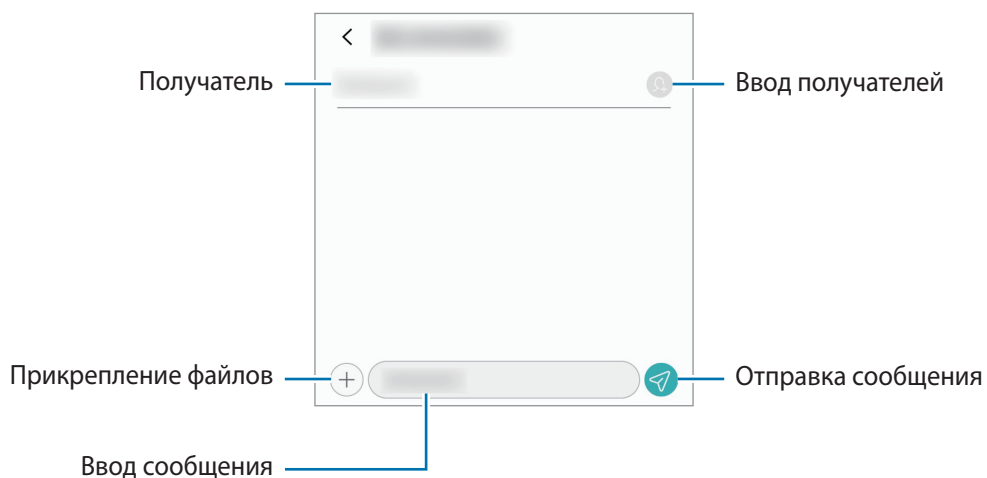 Получатель
Ввод получателей
Прикрепление файлов
Отправка сообщения
Ввод сообщения